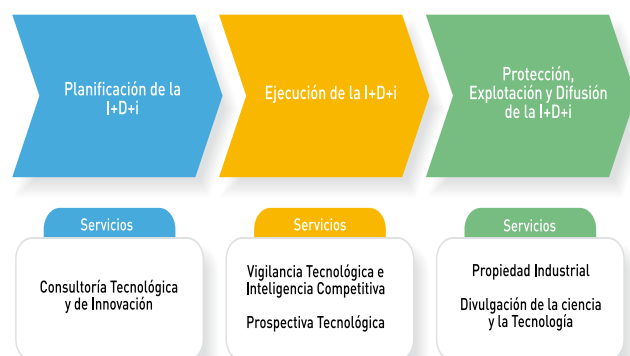 Planificación de la
I+D+i
Ejecución de la I+D+i
Protección,
Explotación y Difusión
de la I+D+i
Servicios
Consultoría Tecnológica
y de Innovación
Servicios
Vigilancia Tecnológica e
Inteligencia Competitiva
Prospectiva Tecnológica
Servicios
Propiedad Industrial
Divulgación de la ciencia
y la Tecnología